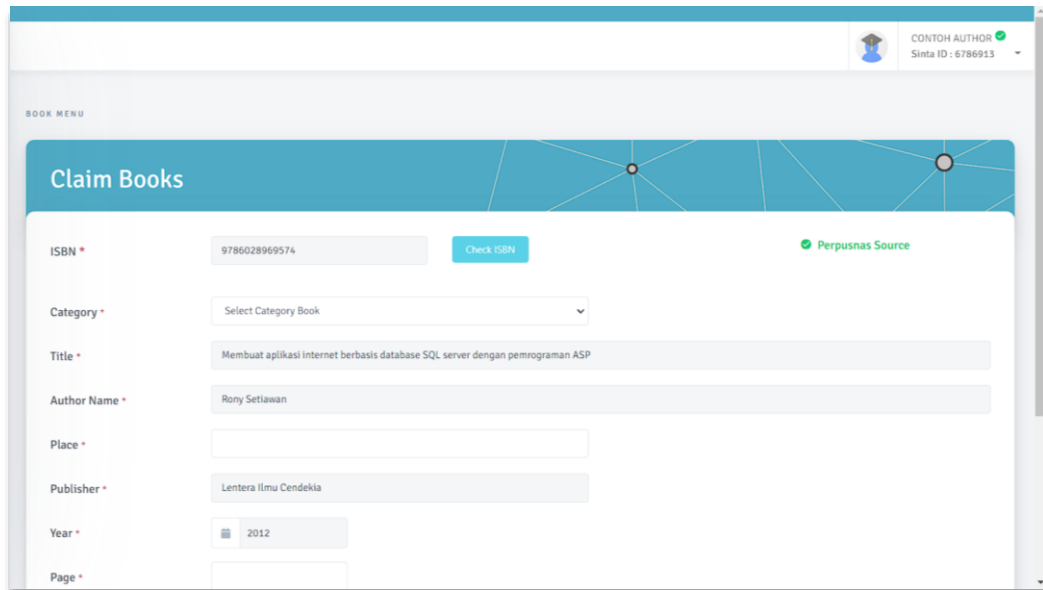 CONTOH AUTHOR
Sinta ID : 6786913
BOOK MENU
Claim Books
ISBN * 9786028969574 Check ISBN Perpusnas Source
Category * Select Category Book
Title * Membuat aplikasi internet berbasis database SQL server dengan pemrograman ASP
Author Name * Rony Setiawan
Place *
Publisher * Lentera Ilmu Cendekia
Year * 2012
Page *